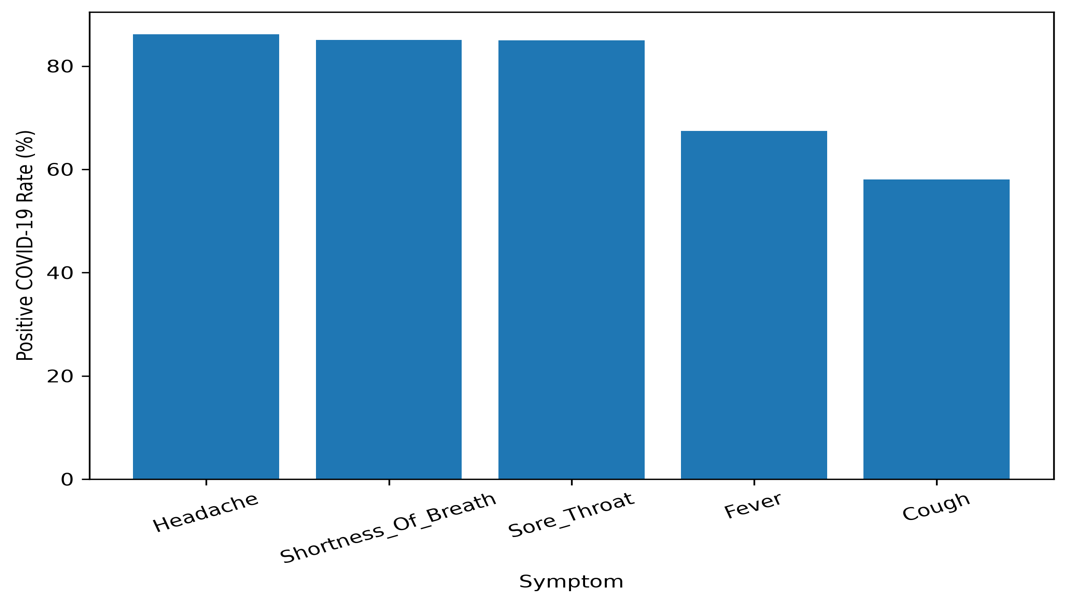 Positive COVID-19 Rate (%)
80
60
40
20
0
Headache
Shortness_Of_Breath
Sore_Throat
Fever
Cough
Symptom